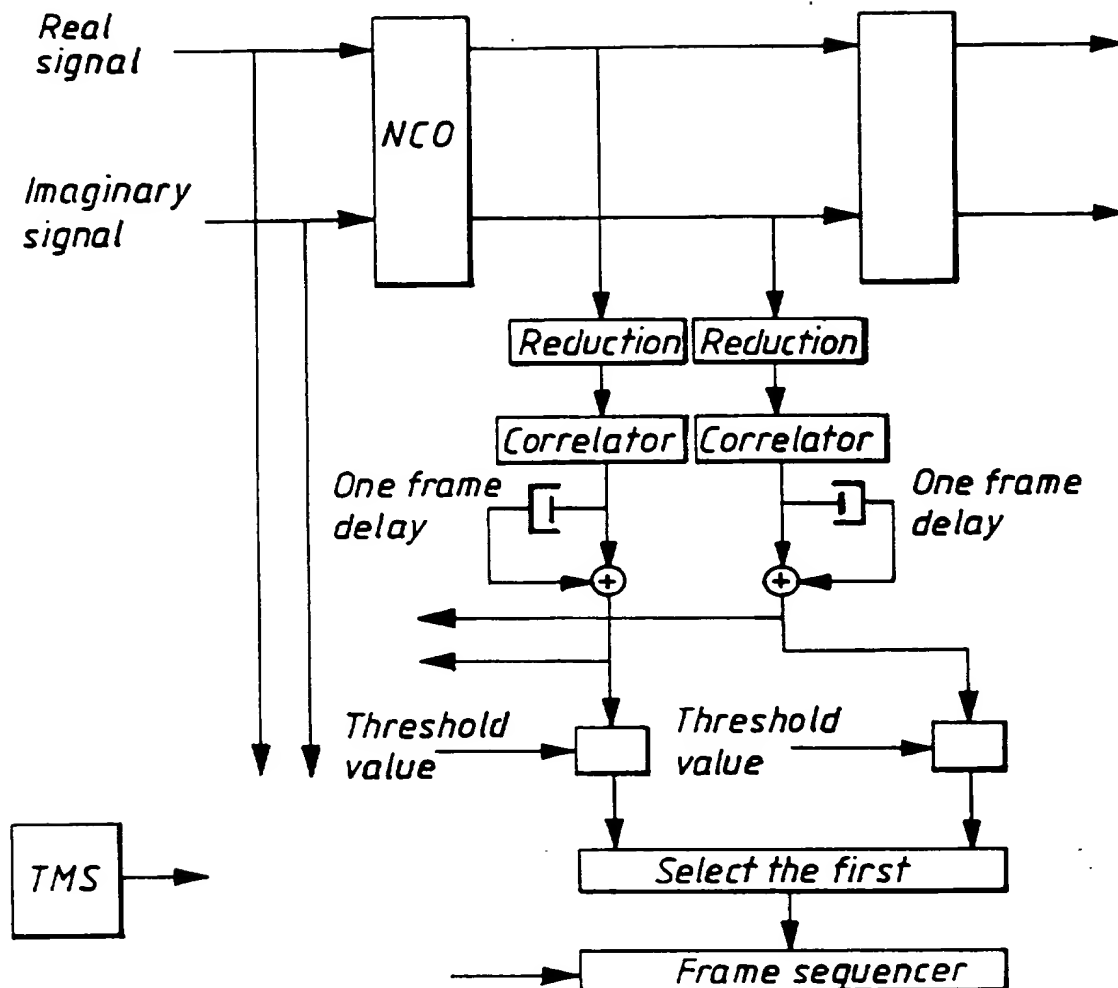 Real
signal
NCO
Imaginary
signal
Reduction
Reduction
Correlator
Correlator
One frame
delay
One frame
delay
+
+
Threshold
value
Threshold
value
TMS
Select the first
Frame sequencer